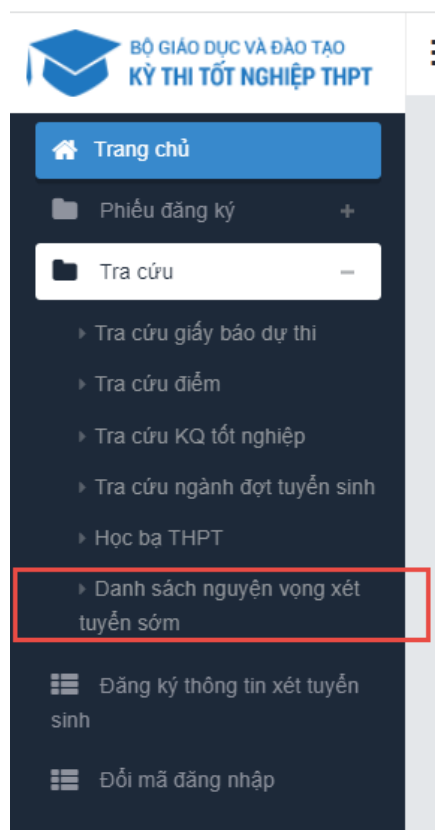 BỘ GIÁO DỤC VÀ ĐÀO TẠO
KỲ THI TỐT NGHIỆP THPT
Trang chủ
Phiếu đăng ký
Tra cứu
Tra cứu giấy báo dự thi
Tra cứu điểm
Tra cứu KQ tốt nghiệp
Tra cứu ngành đợt tuyển sinh
Học bạ THPT
Danh sách nguyện vọng xét
tuyển sớm
Đăng ký thông tin xét tuyển
sinh
Đổi mã đăng nhập